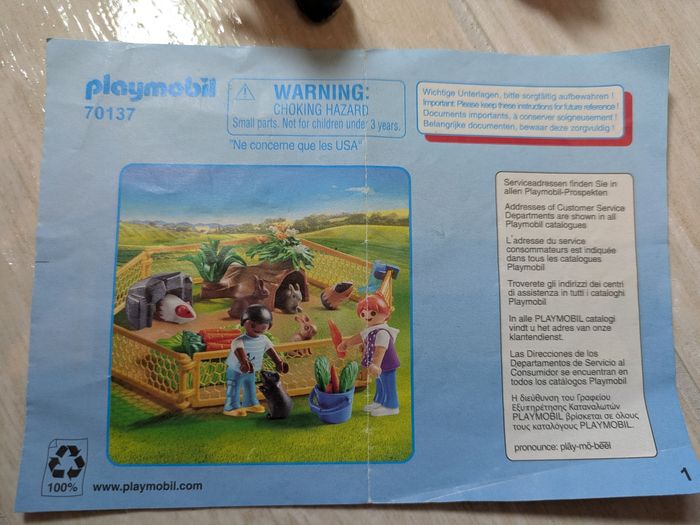 playmobil
70137
WARNING:
CHOKING HAZARD
Small parts. Not for children under 3 years.
"Ne concerne que les USA"
Wichtige Unterlagen, bitte sorgfältig aufbewahren !
Important: Please keep these instructions for future reference !
Documents importants, à conserver soigneusement !
Belangrijke documenten, bewaar deze zorgvuldig !
Serviceadressen finden Sie in
allen Playmobil-Prospekten
Addresses of Customer Service
Departments are shown in all
Playmobil catalogues
L'adresse du service
consommateurs est indiquée
dans tous les catalogues
Playmobil
Troverete gli indirizzi dei centri
di assistenza in tutti i cataloghi
Playmobil
In alle PLAYMOBIL catalogi
vindt u het adres van onze
klantendienst.
Las Direcciones de los
Departamentos de Servicio al
Consumidor se encuentran en
todos los catálogos Playmobil
Η διεύθυνση του Γραφείου
Εξυπηρέτησης Καταναλωτών
PLAYMOBIL βρίσκεται σε όλους
τους καταλόγους PLAYMOBIL.
pronounce: plāy-mō-bēēl
100%
www.playmobil.com
1